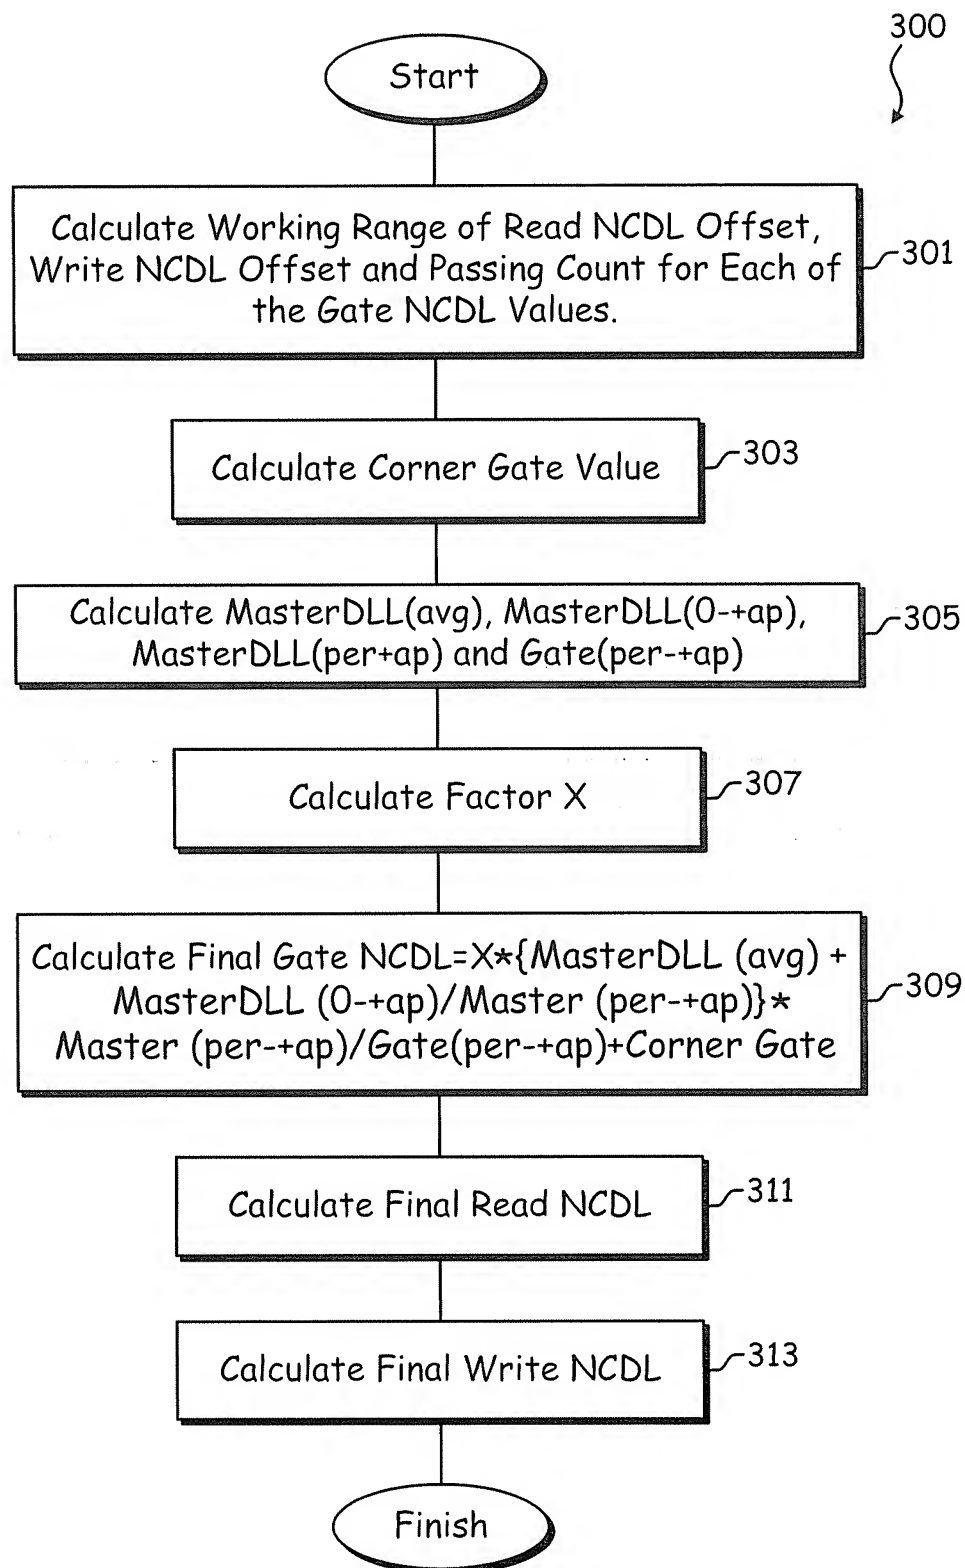 300
Start
Calculate Working Range of Read NCDL Offset,
Write NCDL Offset and Passing Count for Each of
the Gate NCDL Values.
301
Calculate Corner Gate Value
303
Calculate MasterDLL(avg), MasterDLL(0-+ap),
MasterDLL(per+ap) and Gate(per-+ap)
305
Calculate Factor X
307
Calculate Final Gate NCDL=X*{MasterDLL (avg) +
MasterDLL (0-+ap)/Master (per-+ap)}*
Master (per-+ap)/Gate(per-+ap)+Corner Gate
309
Calculate Final Read NCDL
311
Calculate Final Write NCDL
313
Finish